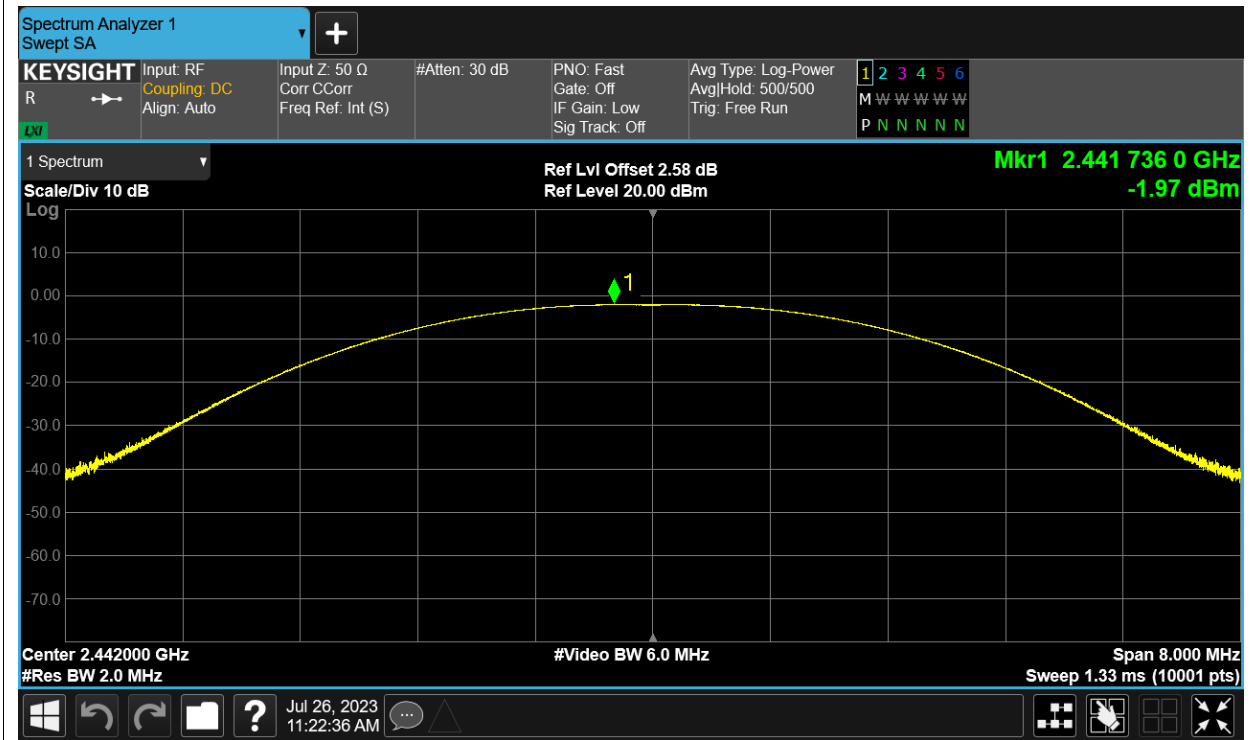 Spectrum Analyzer 1
Swept SA
KEYSIGHT
R
LXI
Input: RF
Coupling: DC
Align: Auto
Input Z: 50 Ω
Corr CCorr
Freq Ref: Int (S)
#Atten: 30 dB
PNO: Fast
Gate: Off
IF Gain: Low
Sig Track: Off
Avg Type: Log-Power
Avg|Hold: 500/500
Trig: Free Run
1 2 3 4 5 6
M W W W W W
P N N N N N
1 Spectrum
Scale/Div 10 dB
Log
Ref Lvl Offset 2.58 dB
Ref Level 20.00 dBm
Mkr1 2.441 736 0 GHz
-1.97 dBm
1
10.0
0.00
-10.0
-20.0
-30.0
-40.0
-50.0
-60.0
-70.0
Center 2.442000 GHz
#Res BW 2.0 MHz
#Video BW 6.0 MHz
Span 8.000 MHz
Sweep 1.33 ms (10001 pts)
?
Jul 26, 2023
11:22:36 AM